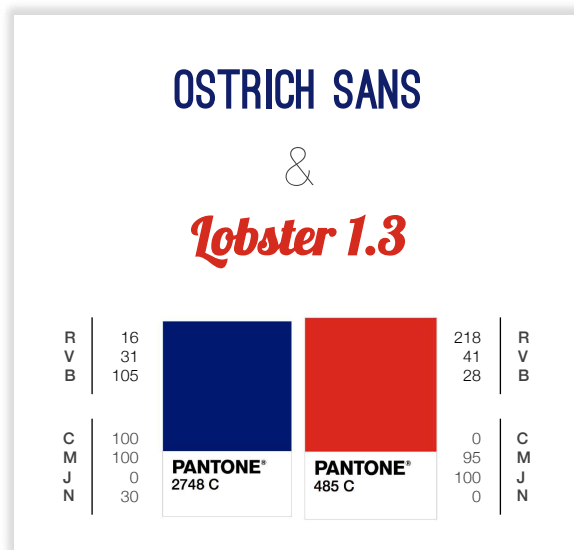 OSTRICH SANS
&
Lobster 1.3
R 16
V 31
B 105
218 R
41 V
28 B
C 100
M 100
J 0
N 30
PANTONE®
2748 C
PANTONE®
485 C
0 C
95 M
100 J
0 N